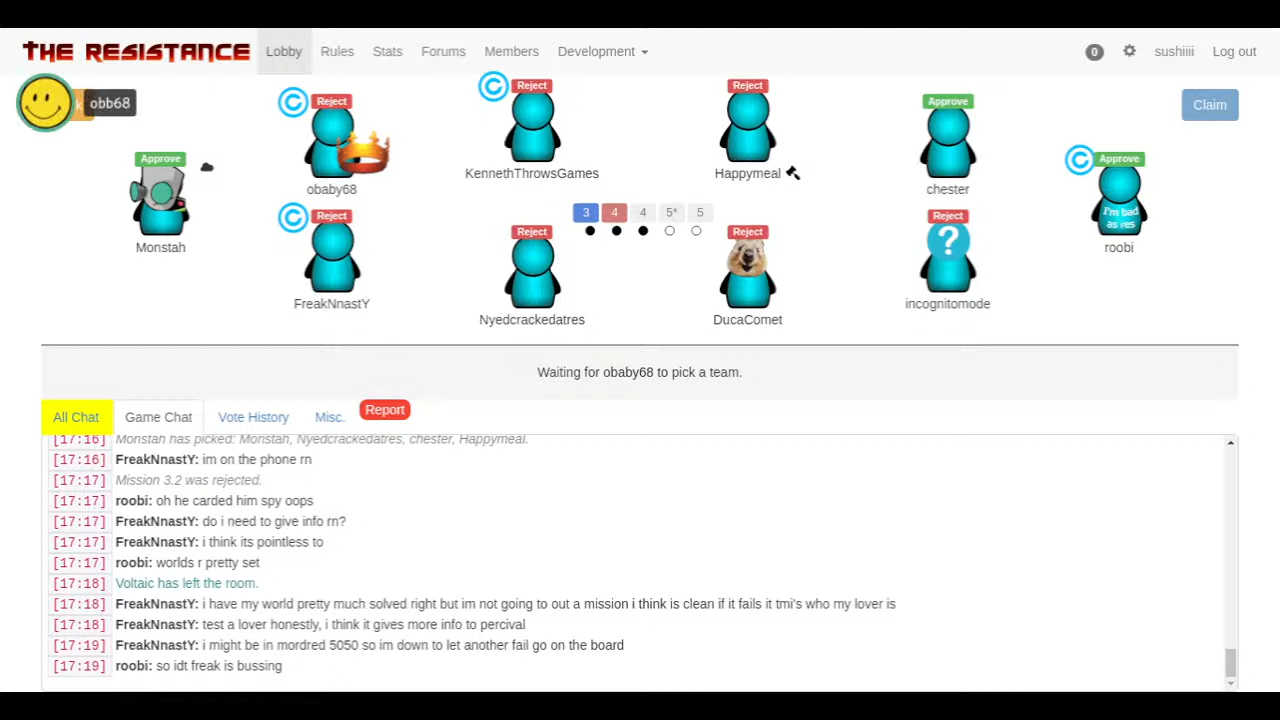 THE RESISTANCE Lobby Rules Stats Forums Members Development 0 sushiiii Log out
obb68
Claim
Approve
Monstah
Reject
obaby68
Reject
KennethThrowsGames
Reject
Happymeal
Approve
chester
Approve
i'm bad
as res
roobi
Reject
FreakNnastY
Reject
Nyedcrackedatres
3 4 4 5* 5
Reject
DucaComet
Reject
?
incognitomode
Waiting for obaby68 to pick a team.
All Chat Game Chat Vote History Misc. Report
[17:16] Monstah has picked: Monstah, Nyedcrackedatres, chester, Happymeal.
[17:16] FreakNnastY: im on the phone rn
[17:17] Mission 3.2 was rejected.
[17:17] roobi: oh he carded him spy oops
[17:17] FreakNnastY: do i need to give info rn?
[17:17] FreakNnastY: i think its pointless to
[17:17] roobi: worlds r pretty set
[17:18] Voltaic has left the room.
[17:18] FreakNnastY: i have my world pretty much solved right but im not going to out a mission i think is clean if it fails it tmi's who my lover is
[17:18] FreakNnastY: test a lover honestly, i think it gives more info to percival
[17:19] FreakNnastY: i might be in mordred 5050 so im down to let another fail go on the board
[17:19] roobi: so idt freak is bussing